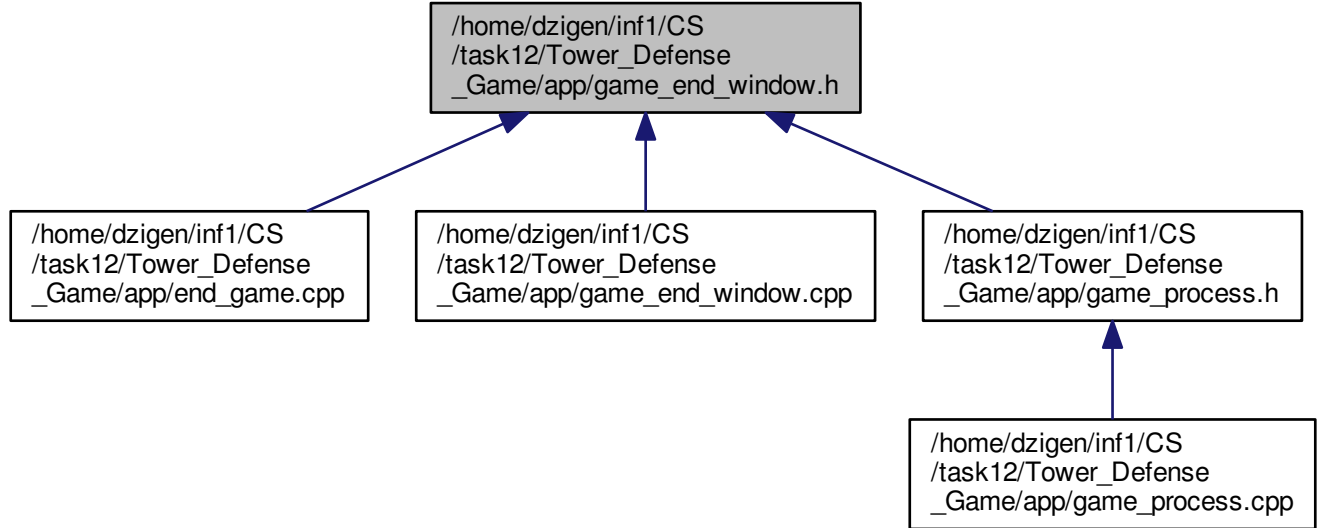 /home/dzigen/inf1/CS
/task12/Tower_Defense
_Game/app/game_end_window.h
/home/dzigen/inf1/CS
/task12/Tower_Defense
_Game/app/end_game.cpp
/home/dzigen/inf1/CS
/task12/Tower_Defense
_Game/app/game_end_window.cpp
/home/dzigen/inf1/CS
/task12/Tower_Defense
_Game/app/game_process.h
/home/dzigen/inf1/CS
/task12/Tower_Defense
_Game/app/game_process.cpp